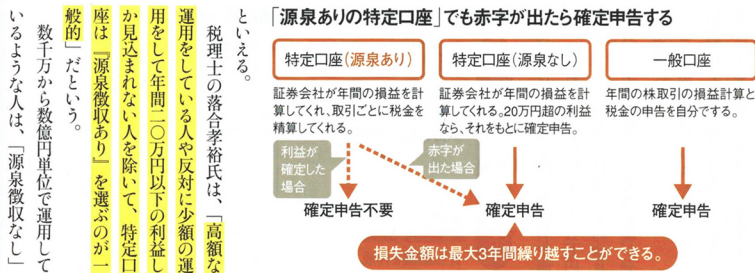 といえる。
税理士の落合孝裕氏は、「高額な
運用をしている人や反対に少額の運
用をして年間二〇万円以下の利益し
か見込まれない人を除いて、特定口
座は『源泉徴収あり』を選ぶのが一
般的」だという。
数千万から数億円単位で運用して
いるような人は、「源泉徴収なし」
「源泉ありの特定口座」でも赤字が出たら確定申告する
特定口座(源泉あり)
証券会社が年間の損益を計
算してくれ、取引ごとに税金を
精算してくれる。
利益が
確定した
場合
赤字が
出た場合
確定申告不要
特定口座(源泉なし)
証券会社が年間の損益を計
算してくれる。20万円超の利益
なら、それをもとに確定申告。
確定申告
一般口座
年間の株取引の損益計算と
税金の申告を自分でする。
確定申告
損失金額は最大3年間繰り越すことができる。